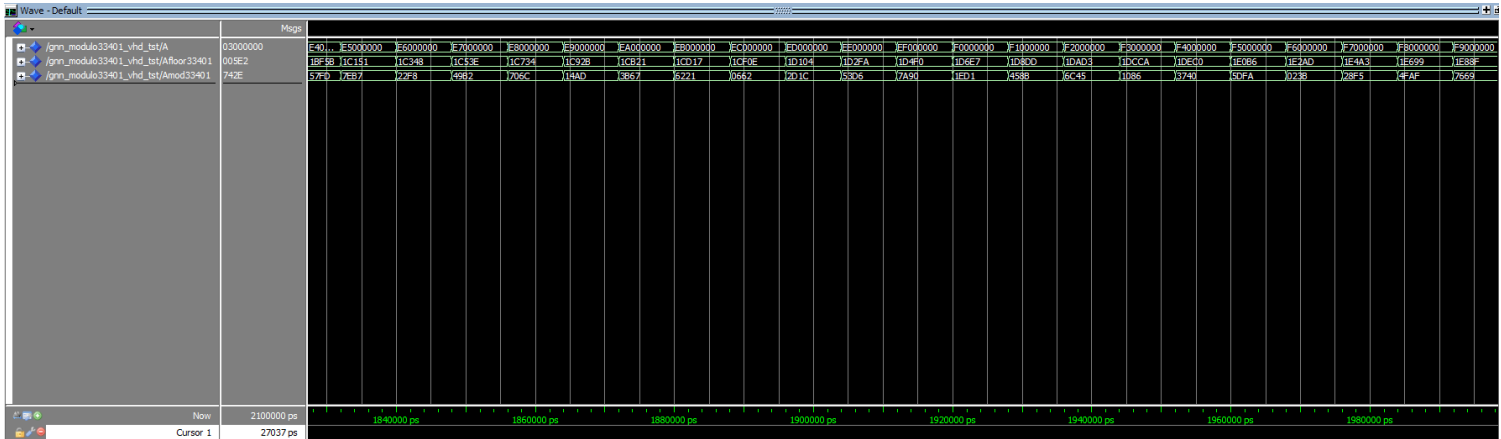 Wave - Default
Msgs
/gnn_modulo33401_vhd_tst/A 03000000 E40... E5000000 E6000000 E7000000 E8000000 E9000000 EA000000 EB000000 EC000000 ED000000 EE000000 EF000000 F0000000 F1000000 F2000000 F3000000 F4000000 F5000000 F6000000 F7000000 F8000000 F9000000
/gnn_modulo33401_vhd_tst/Afloor33401 005E2 1BF5B 1C151 1C348 1C53E 1C734 1C92B 1CB21 1CD17 1CF0E 1D104 1D2FA 1D4F0 1D6E7 1D8DD 1DAD3 1DCCA 1DEC0 1E0B6 1E2AD 1E4A3 1E699 1E88F
/gnn_modulo33401_vhd_tst/Amod33401 742E 57FD 7EB7 22F8 49B2 706C 14AD 3B67 6221 0662 2D1C 53D6 7A90 1ED1 458B 6C45 1086 3740 5DFA 023B 28F5 4FAF 7669
Now 2100000 ps 1840000 ps 1860000 ps 1880000 ps 1900000 ps 1920000 ps 1940000 ps 1960000 ps 1980000 ps
Cursor 1 27037 ps